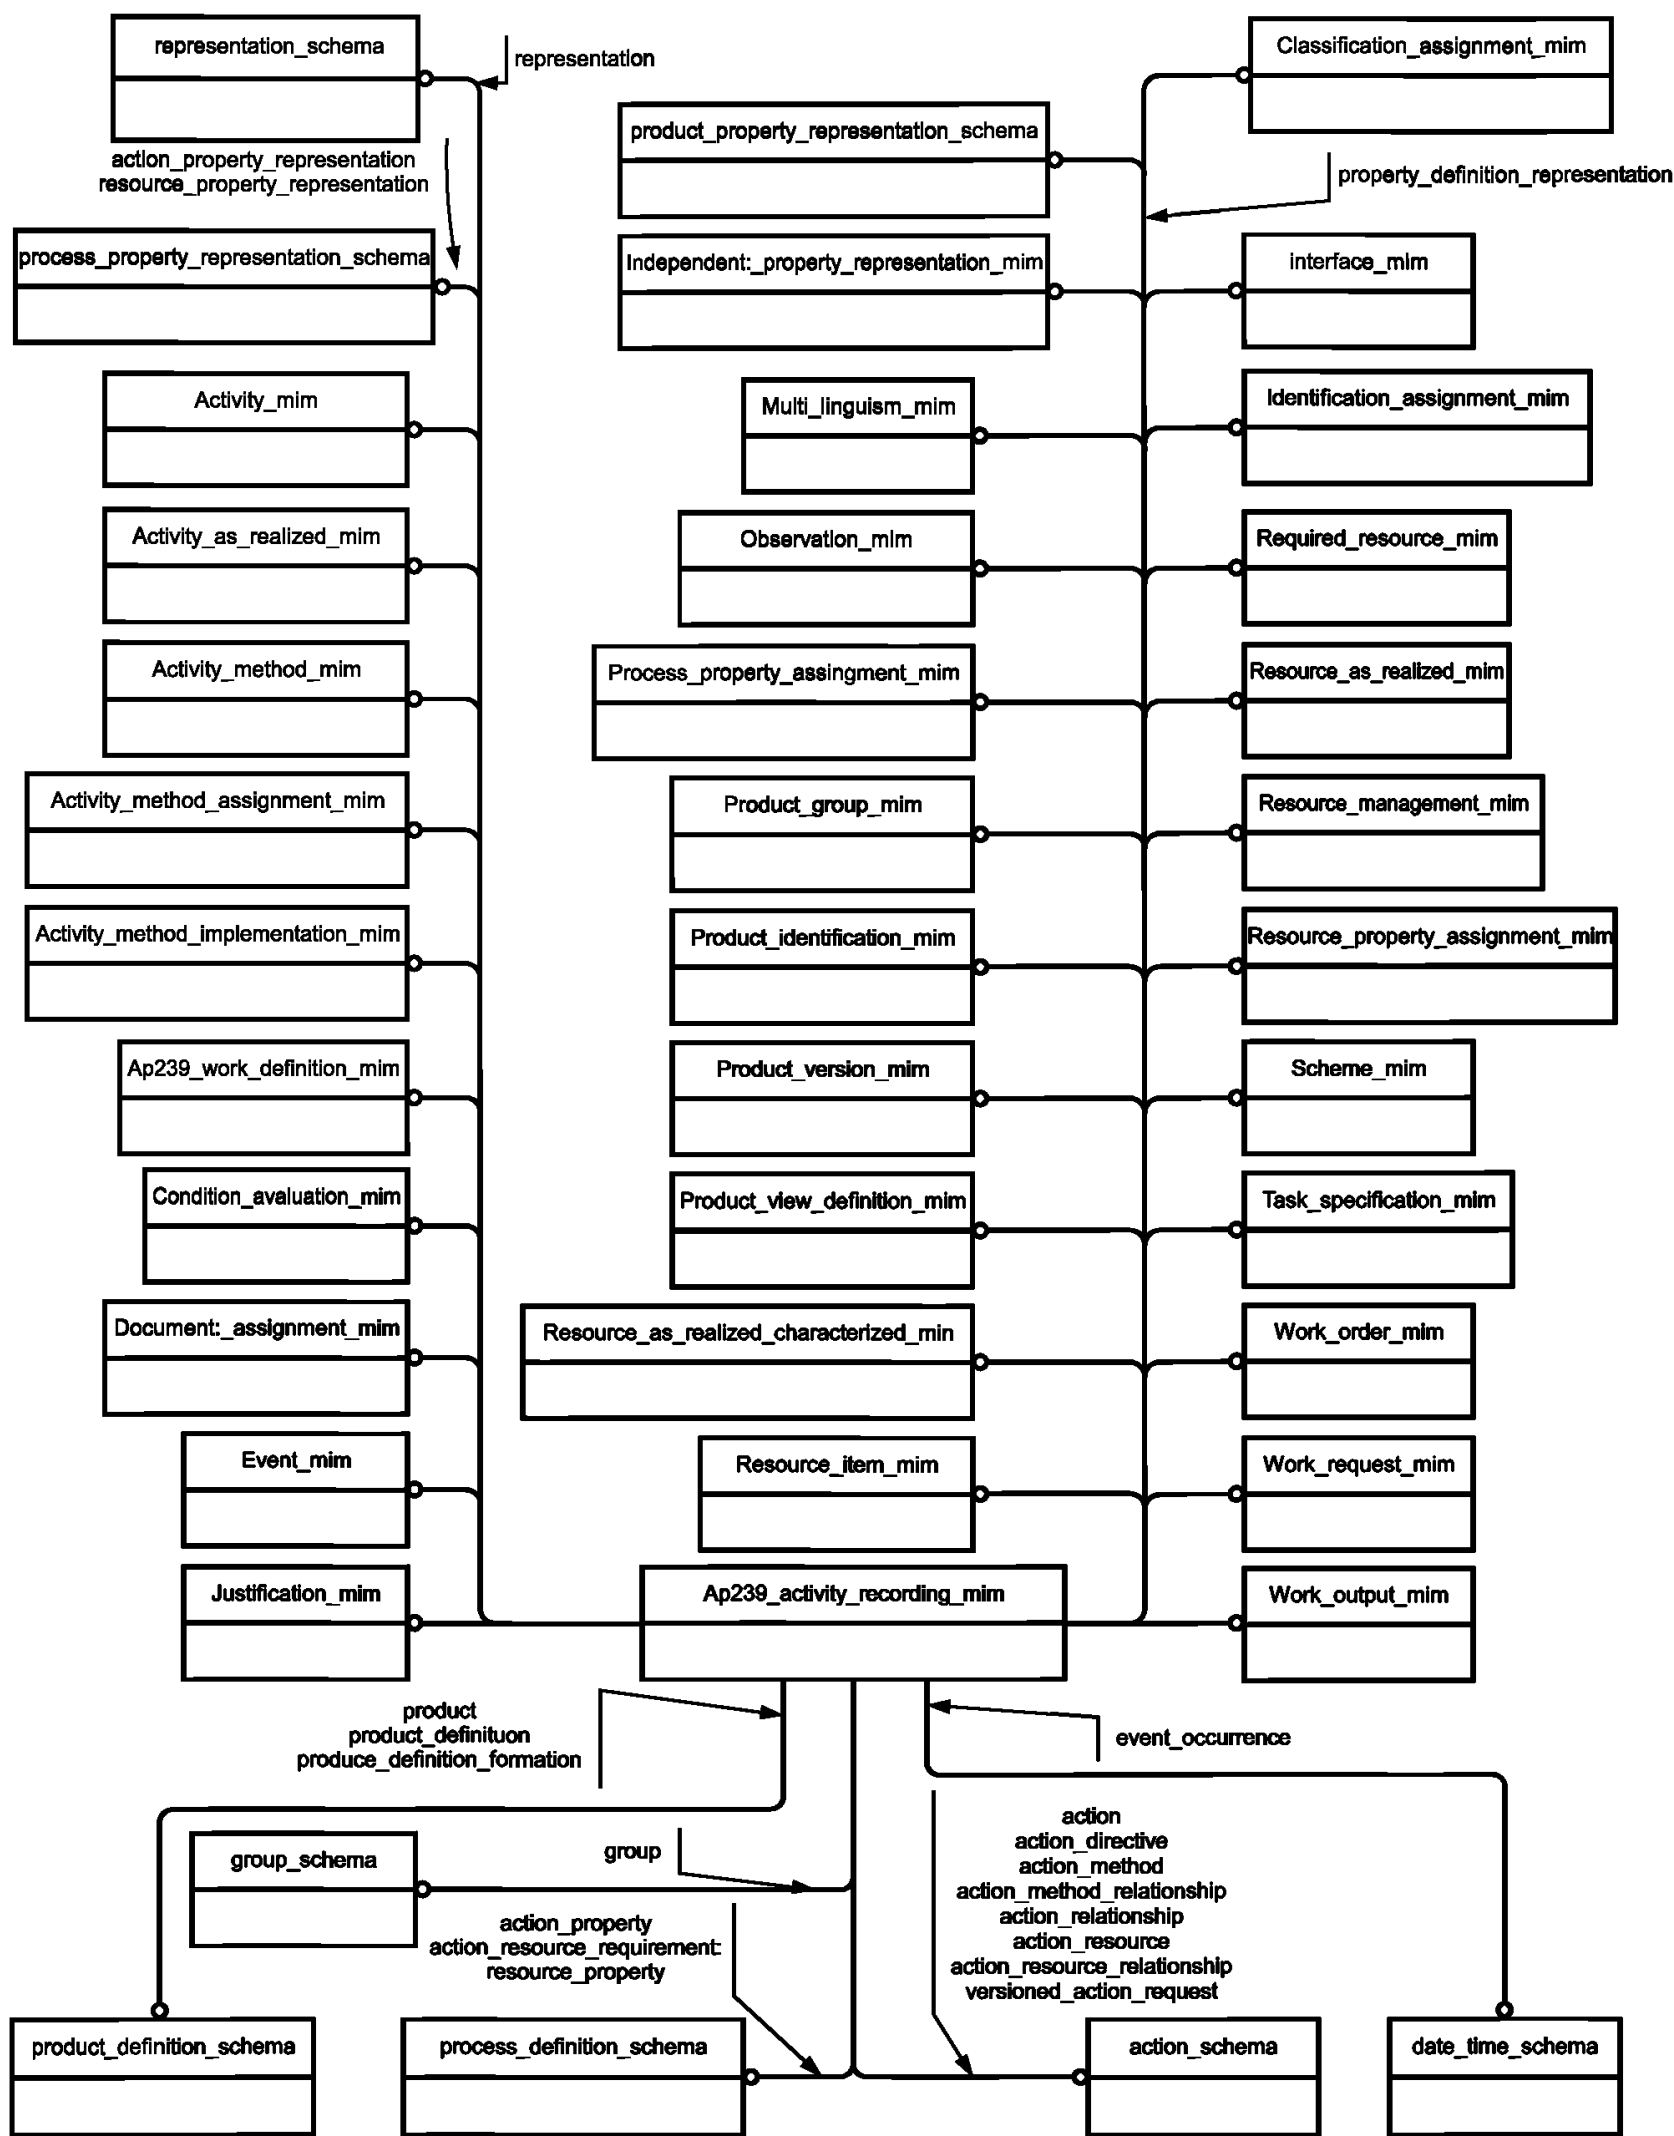 representation_schema
representation
Classification_assignment_mim
product_property_representation_schema
action_property_representation
resource_property_representation
property_definition_representation
process_property_representation_schema
Independent:_property_representation_mim
interface_mim
Activity_mim
Multi_linguism_mim
Identification_assignment_mim
Activity_as_realized_mim
Observation_mim
Required_resource_mim
Activity_method_mim
Process_property_assingment_mim
Resource_as_realized_mim
Activity_method_assignment_mim
Product_group_mim
Resource_management_mim
Activity_method_implementation_mim
Product_identification_mim
Resource_property_assignment_mim
Ap239_work_definition_mim
Product_version_mim
Scheme_mim
Condition_avaluation_mim
Product_view_definition_mim
Task_specification_mim
Document:_assignment_mim
Resource_as_realized_characterized_min
Work_order_mim
Event_mim
Resource_item_mim
Work_request_mim
Justification_mim
Ap239_activity_recording_mim
Work_output_mim
product
product_definituon
produce_definition_formation
event_occurrence
group_schema
group
action
action_directive
action_method
action_method_relationship
action_relationship
action_resource
action_resource_relationship
versioned_action_request
action_property
action_resource_requirement:
resource_property
product_definition_schema
process_definition_schema
action_schema
date_time_schema